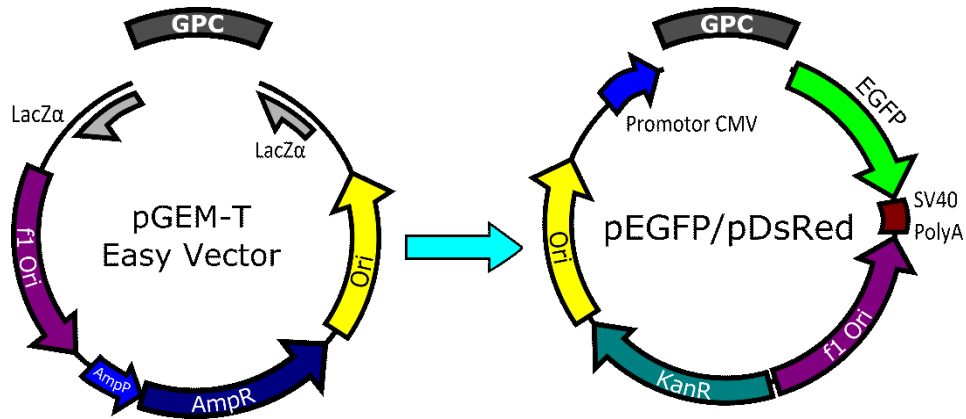 GPC
LacZα
LacZα
pGEM-T
Easy Vector
f1 Ori
Ori
AmpP
AmpR
GPC
Promotor CMV
EGFP
SV40
PolyA
pEGFP/pDsRed
Ori
f1 Ori
KanR